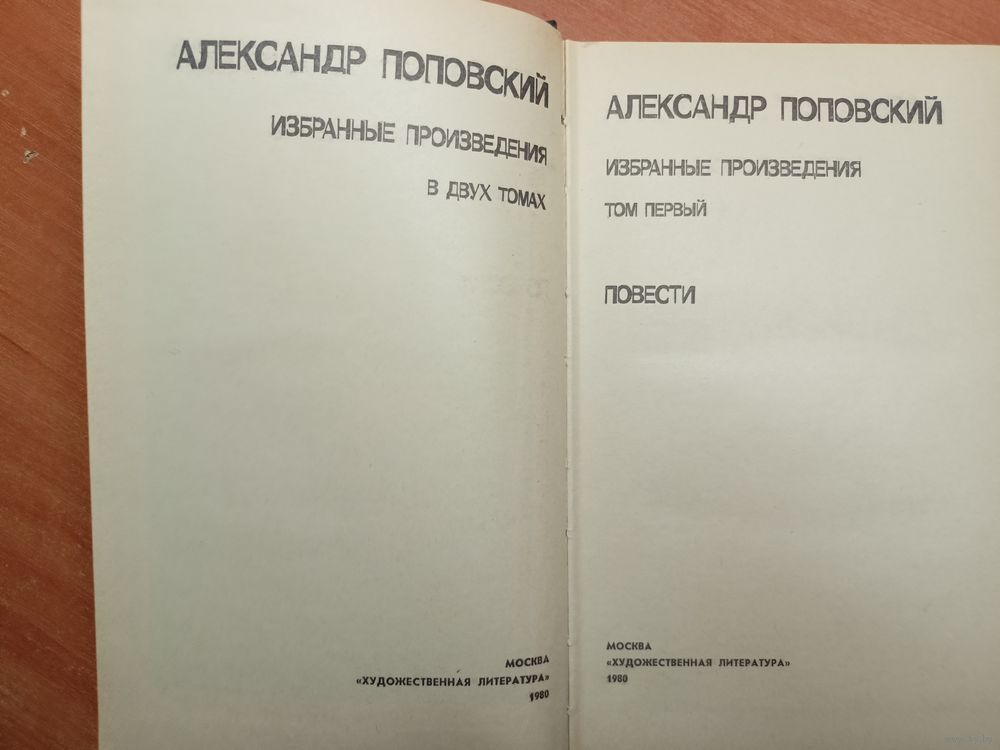 АЛЕКСАНДР ПОПОВСКИЙ
ИЗБРАННЫЕ ПРОИЗВЕДЕНИЯ
В ДВУХ ТОМАХ
МОСКВА
«ХУДОЖЕСТВЕННАЯ ЛИТЕРАТУРА»
1980
АЛЕКСАНДР ПОПОВСКИЙ
ИЗБРАННЫЕ ПРОИЗВЕДЕНИЯ
ТОМ ПЕРВЫЙ
ПОВЕСТИ
МОСКВА
«ХУДОЖЕСТВЕННАЯ ЛИТЕРАТУРА»
1980